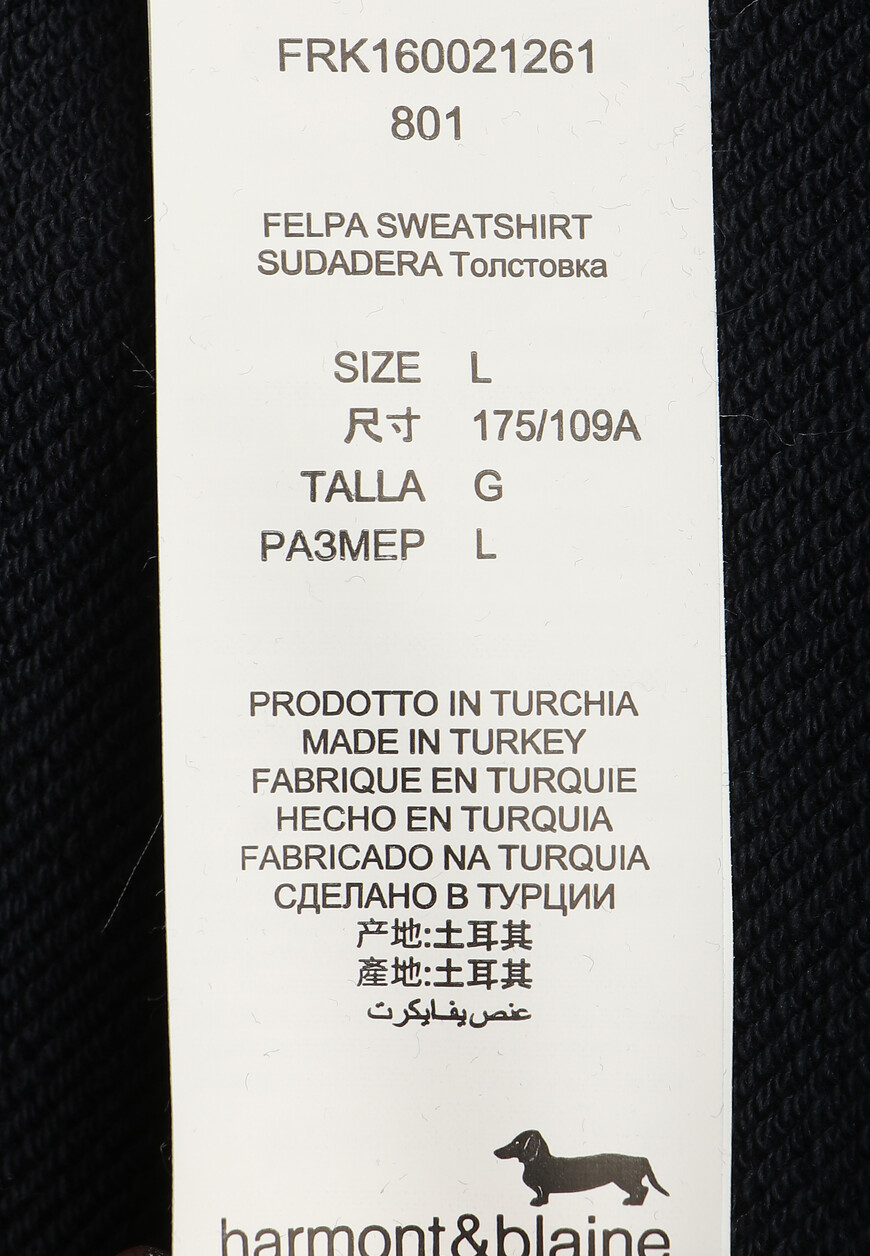 FRK160021261
801
FELPA SWEATSHIRT
SUDADERA Толстовка
SIZE L
尺寸 175/109A
TALLA G
РАЗМЕР L
PRODOTTO IN TURCHIA
MADE IN TURKEY
FABRIQUE EN TURQUIE
HECHO EN TURQUIA
FABRICADO NA TURQUIA
СДЕЛАНО В ТУРЦИИ
产地:土耳其
產地:土耳其
عنصيفايكرت
harmont&blaine